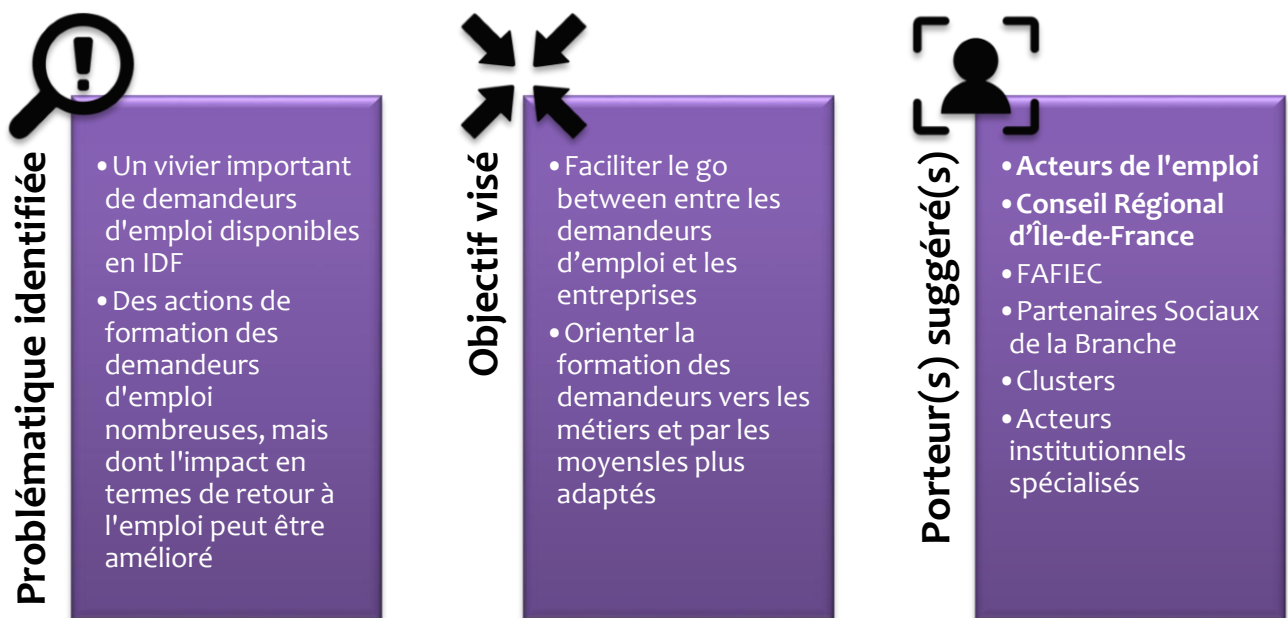 Problématique identifiée
•Un vivier important
de demandeurs
d'emploi disponibles
en IDF
•Des actions de
formation des
demandeurs
d'emploi
nombreuses, mais
dont l'impact en
termes de retour à
l'emploi peut être
amélioré
Objectif visé
•Faciliter le go
between entre les
demandeurs
d’emploi et les
entreprises
•Orienter la
formation des
demandeurs vers les
métiers et par les
moyensles plus
adaptés
Porteur(s) suggéré(s)
•Acteurs de l'emploi
•Conseil Régional
d’Île-de-France
•FAFIEC
•Partenaires Sociaux
de la Branche
•Clusters
•Acteurs
institutionnels
spécialisés